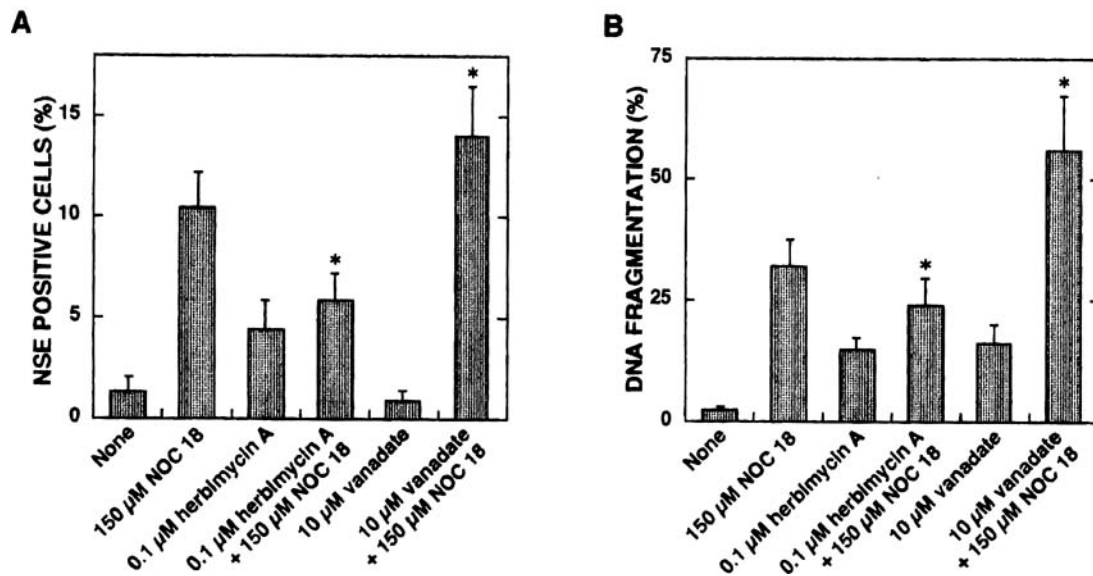 A
NSE POSITIVE CELLS (%)
15
10
5
0
*
*
None
150 µM NOC 18
0.1 µM herbImycin A
0.1 µM herbImycin A
+ 150 µM NOC 18
10 µM vanadate
10 µM vanadate
+ 150 µM NOC 18
B
DNA FRAGMENTATION (%)
75
50
25
0
*
*
None
150 µM NOC 18
0.1 µM herbImycin A
0.1 µM herbImycin A
+ 150 µM NOC 18
10 µM vanadate
10 µM vanadate
+ 150 µM NOC 18